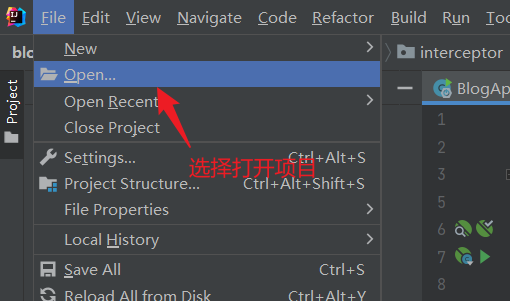 File Edit View Navigate Code Refactor Build Run
blo
New
interceptor
Open...
Project
BlogAp
Open Recent
1
Close Project
2
Settings... Ctrl+Alt+S
3
选择打开项目
Project Structure... Ctrl+Alt+Shift+S
5
File Properties
6
Local History
7
Save All Ctrl+S
8
Reload All from Disk Ctrl+Alt+Y